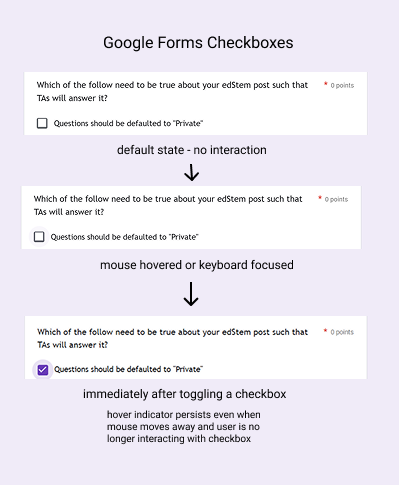 Google Forms Checkboxes
Which of the follow need to be true about your edStem post such that * 0 points
TAs will answer it?
Questions should be defaulted to "Private"
default state - no interaction
Which of the follow need to be true about your edStem post such that * 0 points
TAs will answer it?
Questions should be defaulted to "Private"
mouse hovered or keyboard focused
Which of the follow need to be true about your edStem post such that * 0 points
TAs will answer it?
Questions should be defaulted to "Private"
immediately after toggling a checkbox
hover indicator persists even when
mouse moves away and user is no
longer interacting with checkbox